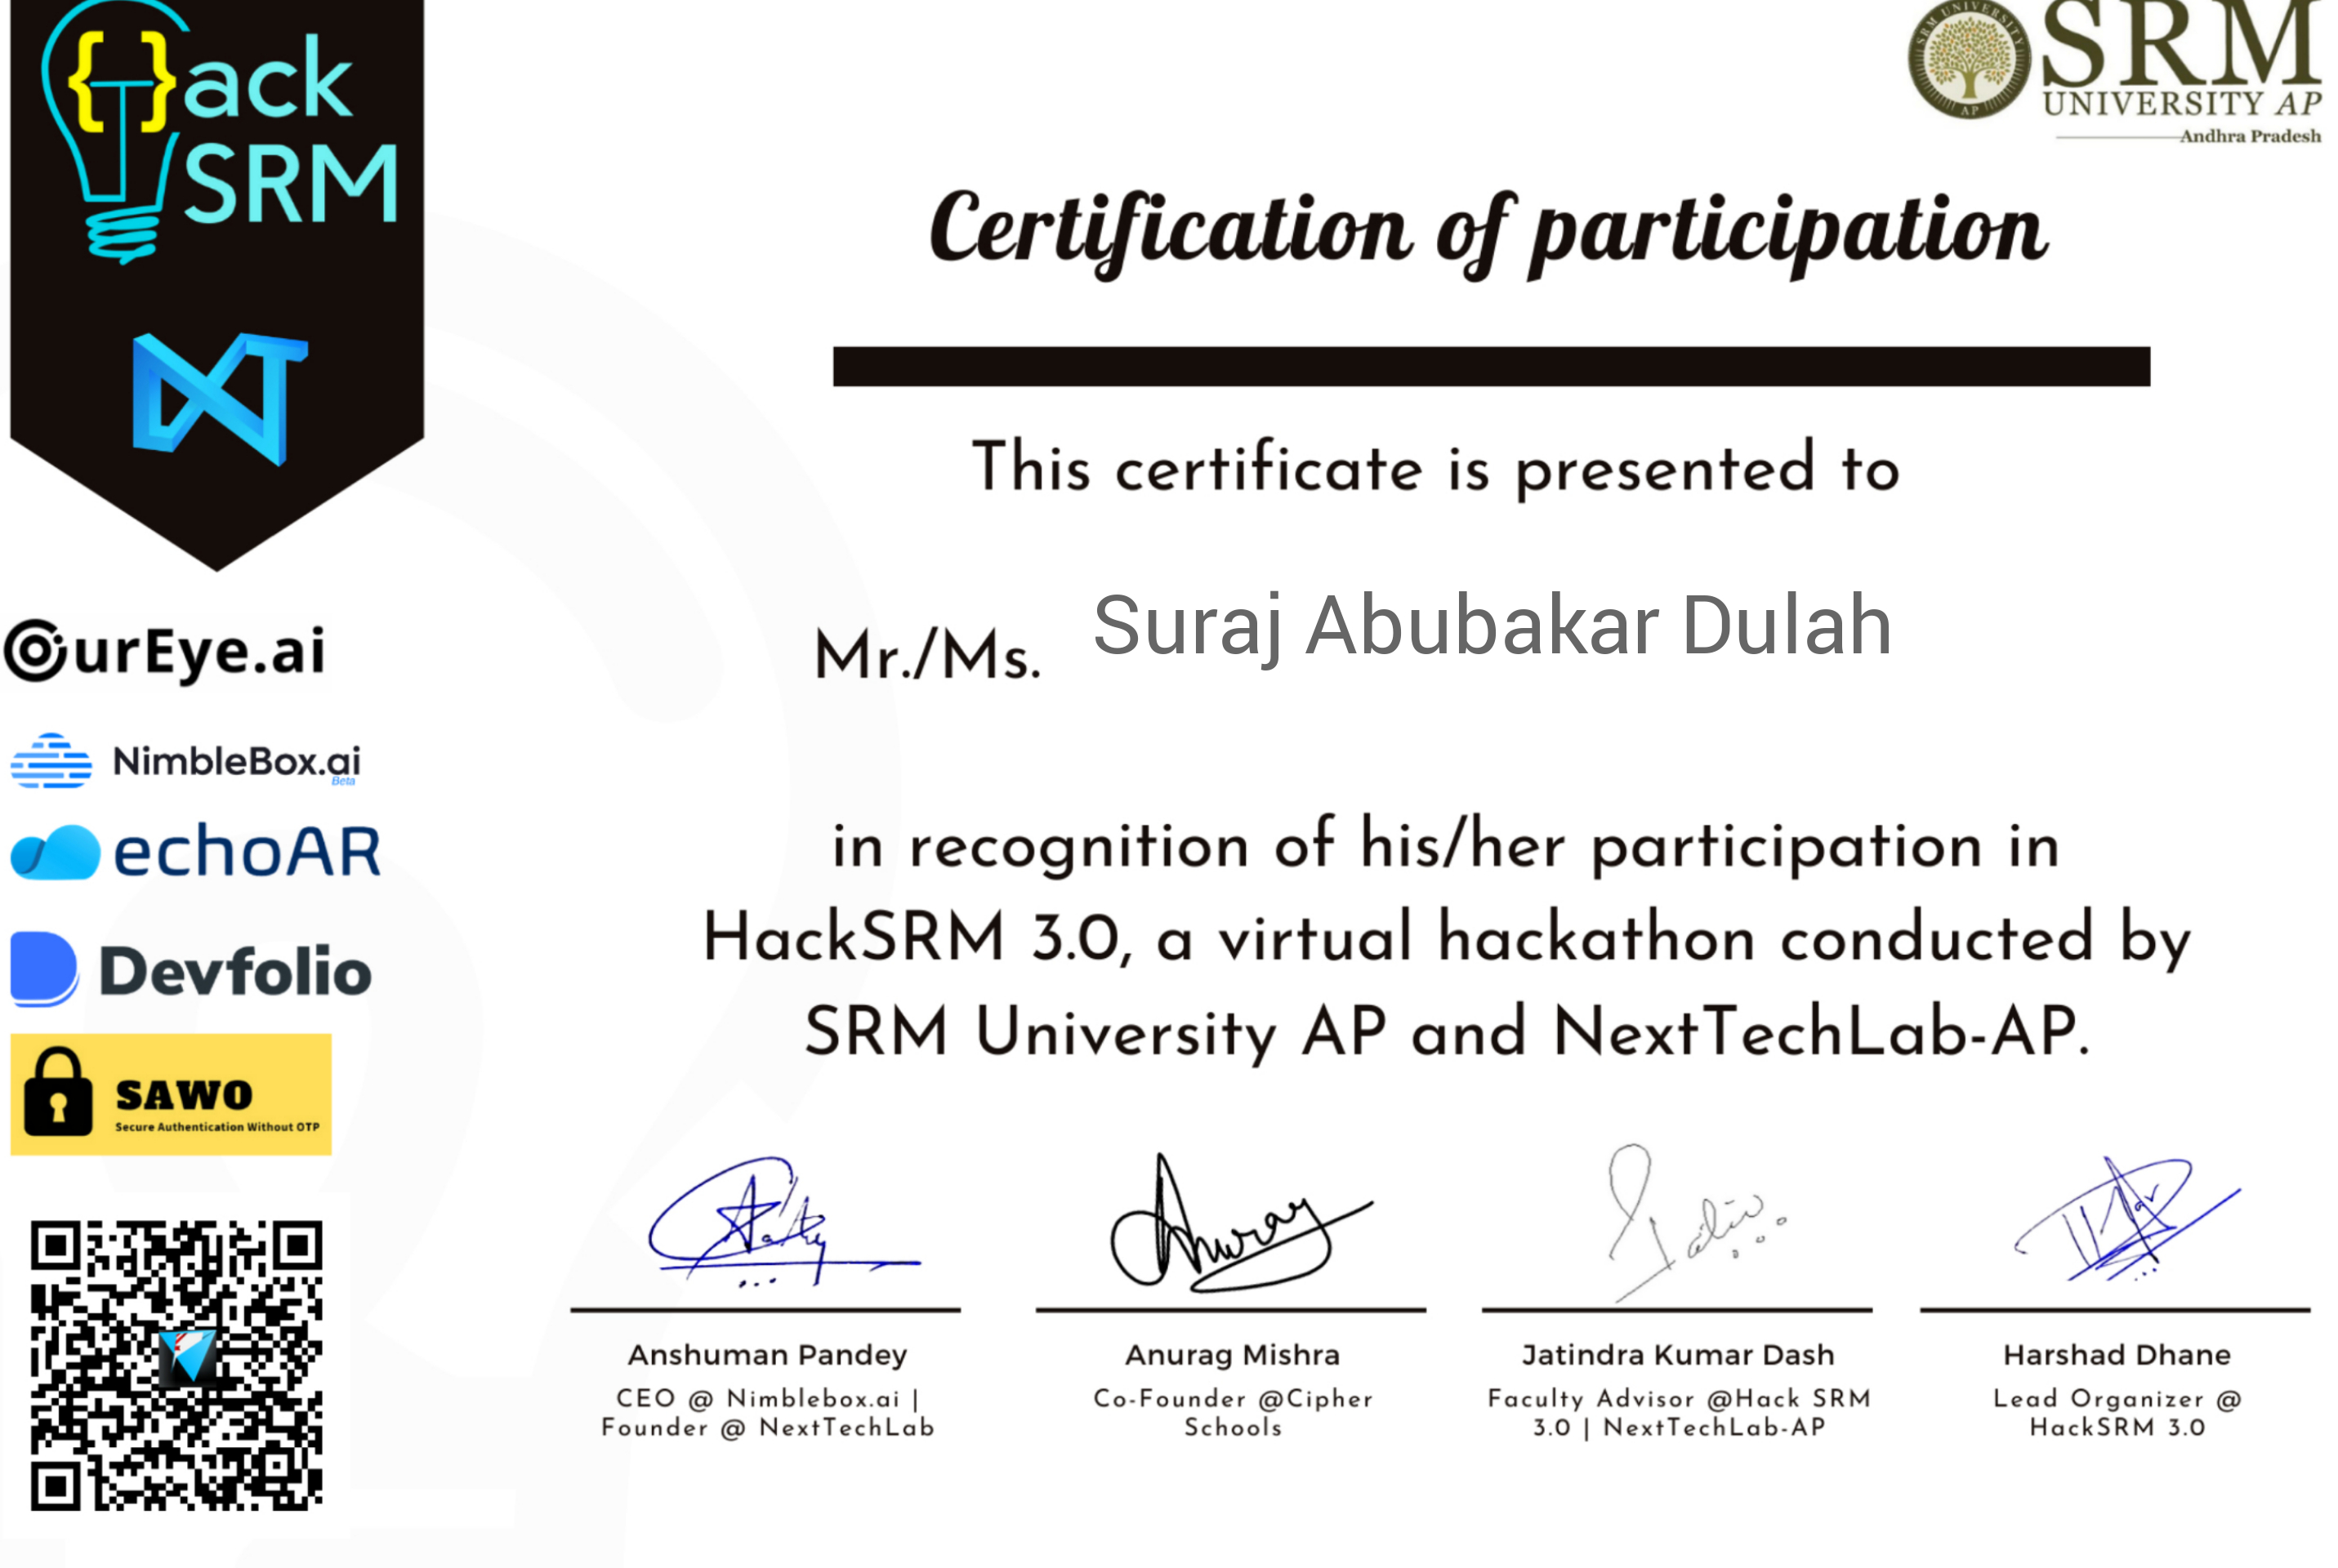 {T}ack
SRM
SRM
UNIVERSITY AP
Andhra Pradesh
SRM UNIVERSITY
AP
Certification of participation
This certificate is presented to
Mr./Ms. Suraj Abubakar Dulah
in recognition of his/her participation in
HackSRM 3.0, a virtual hackathon conducted by
SRM University AP and NextTechLab-AP.
OurEye.ai
NimbleBox.ai
Beta
echoAR
Devfolio
SAWO
Secure Authentication Without OTP
Anurag
Anshuman Pandey
CEO @ Nimblebox.ai |
Founder @ NextTechLab
Anurag Mishra
Co-Founder @Cipher
Schools
Jatindra Kumar Dash
Faculty Advisor @Hack SRM
3.0 | NextTechLab-AP
Harshad Dhane
Lead Organizer @
HackSRM 3.0